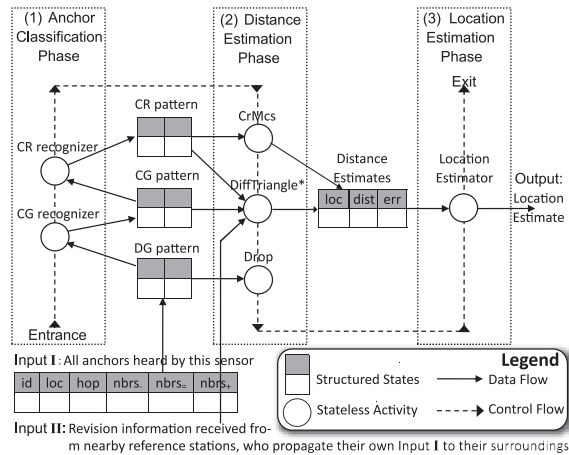 (1) Anchor
Classification
Phase
(2) Distance
Estimation
Phase
(3) Location
Estimation
Phase
Exit
CR pattern
CrMcs
CR recognizer
Distance
Estimates
Location
Estimator
CG pattern
DiffTriangle*
loc dist err
Output:
Location
Estimate
CG recognizer
DG pattern
Drop
Entrance
Input I: All anchors heard by this sensor
id loc hop nbrs- nbrs= nbrs+
Legend
Structured States
Data Flow
Stateless Activity
Control Flow
Input II: Revision information received fro-
m nearby reference stations, who propagate their own Input I to their surroundings